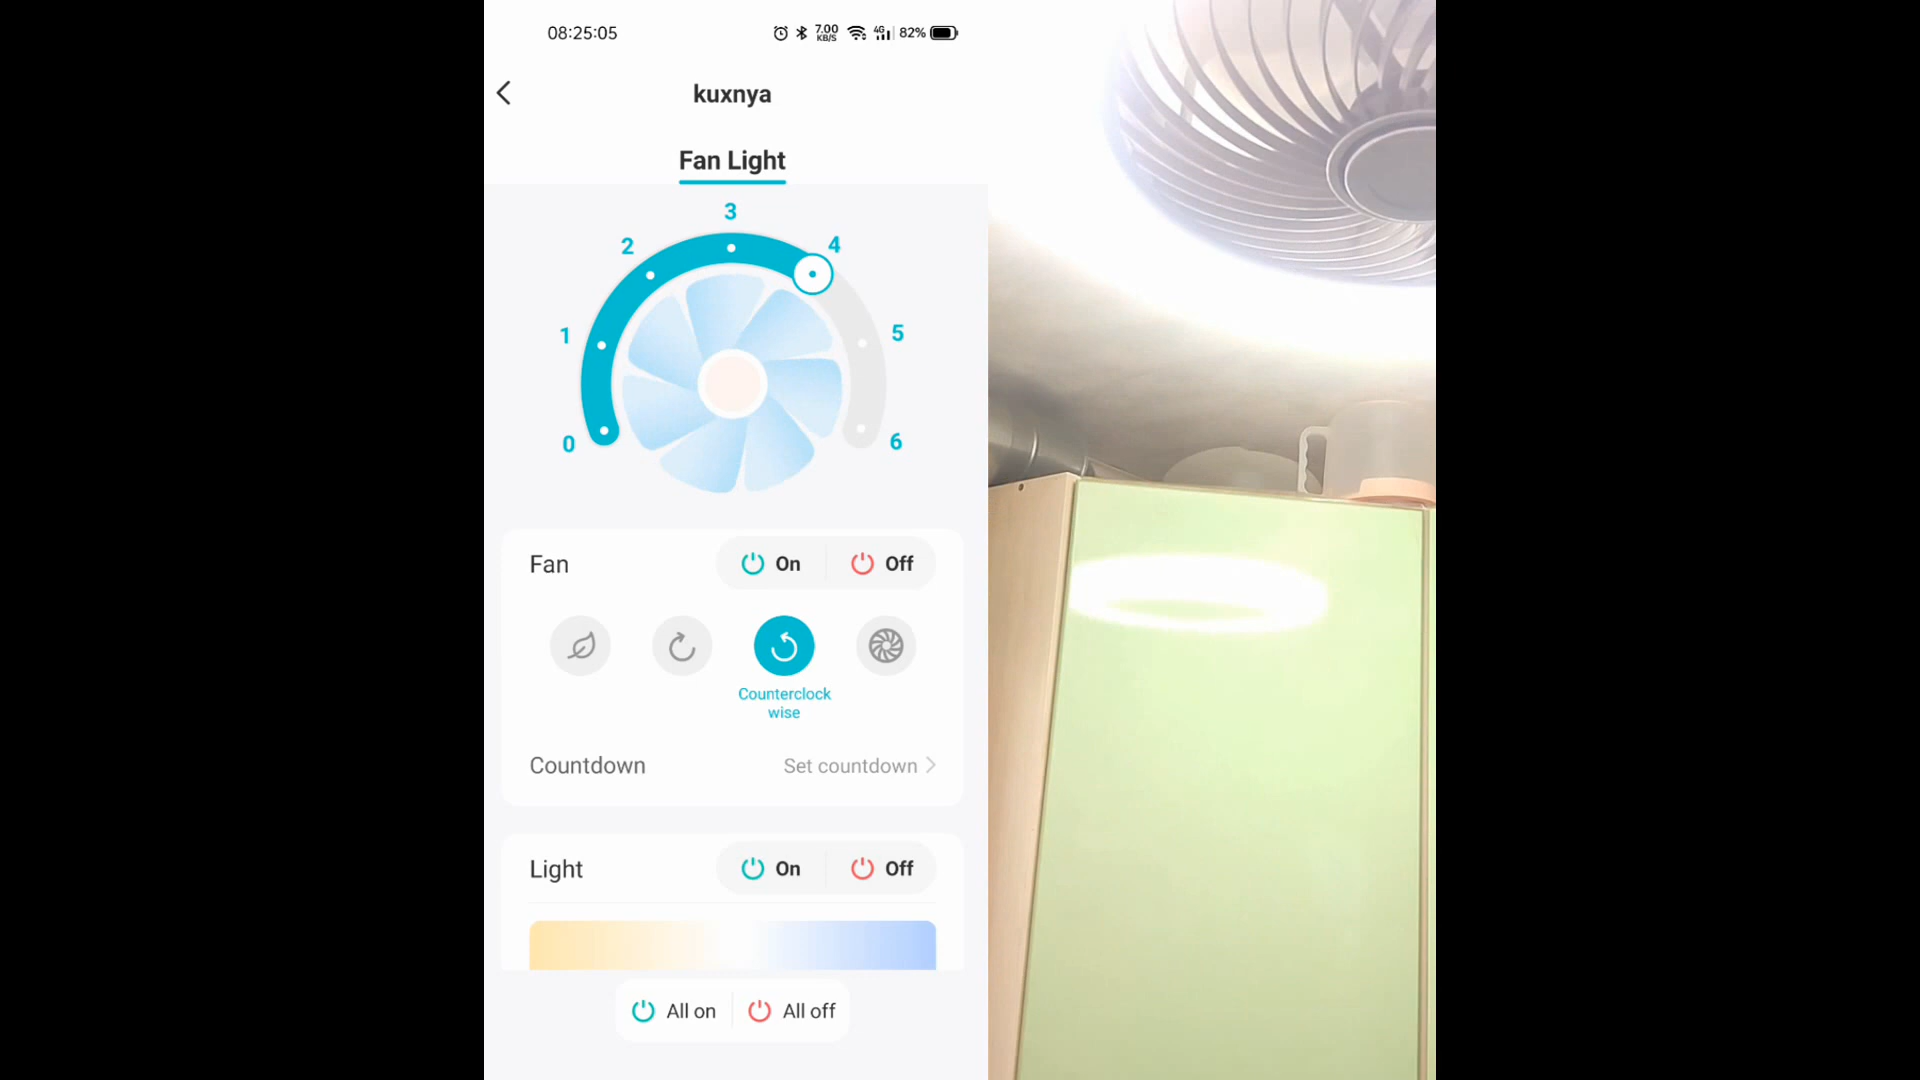 08:25:05
7.00 KB/S 4G 82%
kuxnya
Fan Light
3
2
4
1
5
0
6
Fan
On
Off
Counterclock
wise
Countdown
Set countdown
Light
On
Off
All on
All off